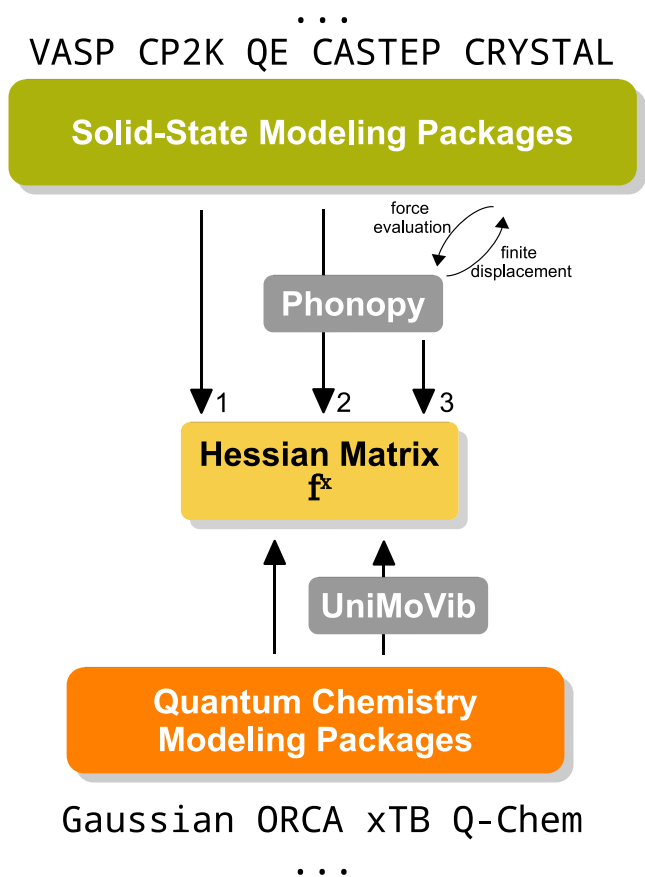 ...
VASP CP2K QE CASTEP CRYSTAL
Solid-State Modeling Packages
force
evaluation
finite
displacement
Phonopy
1
2
3
Hessian Matrix
fˣ
UniMoVib
Quantum Chemistry
Modeling Packages
Gaussian ORCA xTB Q-Chem
...